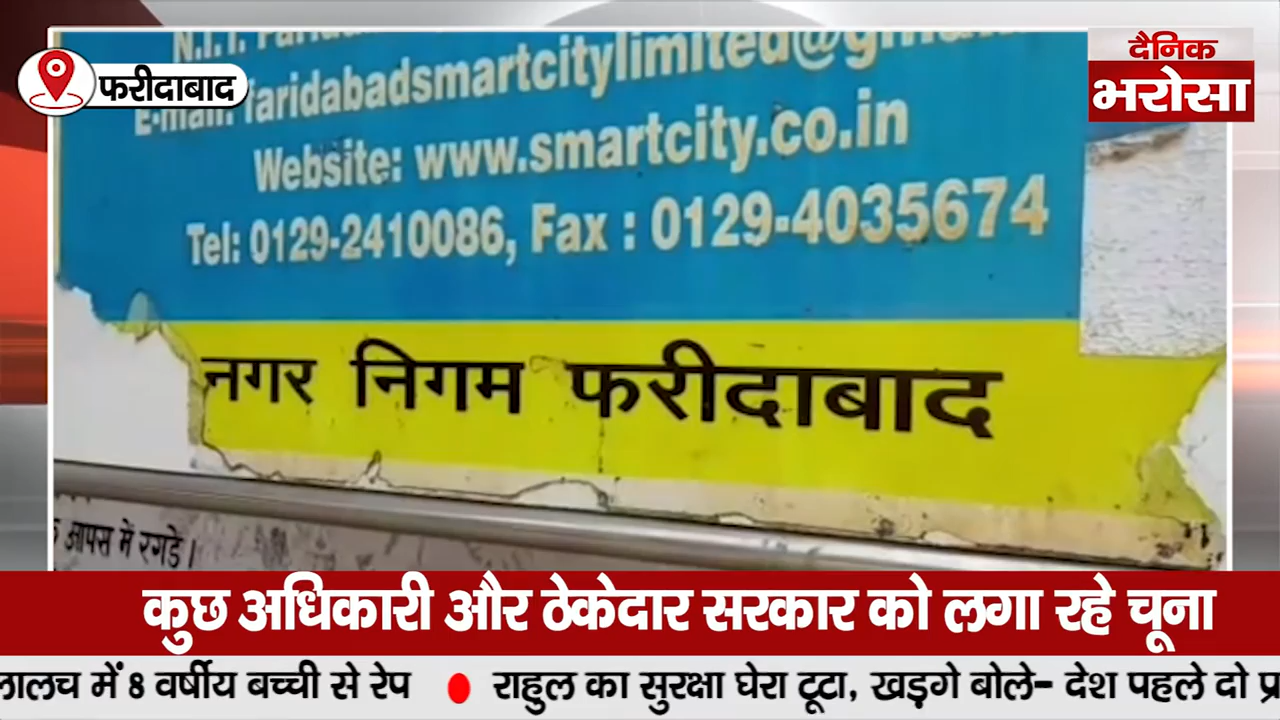 फरीदाबाद
दैनिक
भरोसा
N.I.T.
E-mail: faridabadsmartcitylimited@gmail
Website: www.smartcity.co.in
Tel: 0129-2410086, Fax : 0129-4035674
नगर निगम फरीदाबाद
आपस में रगडे।
कुछ अधिकारी और ठेकेदार सरकार को लगा रहे चूना
लालच में 8 वर्षीय बच्ची से रेप ● राहुल का सुरक्षा घेरा टूटा, खड़गे बोले- देश पहले दो